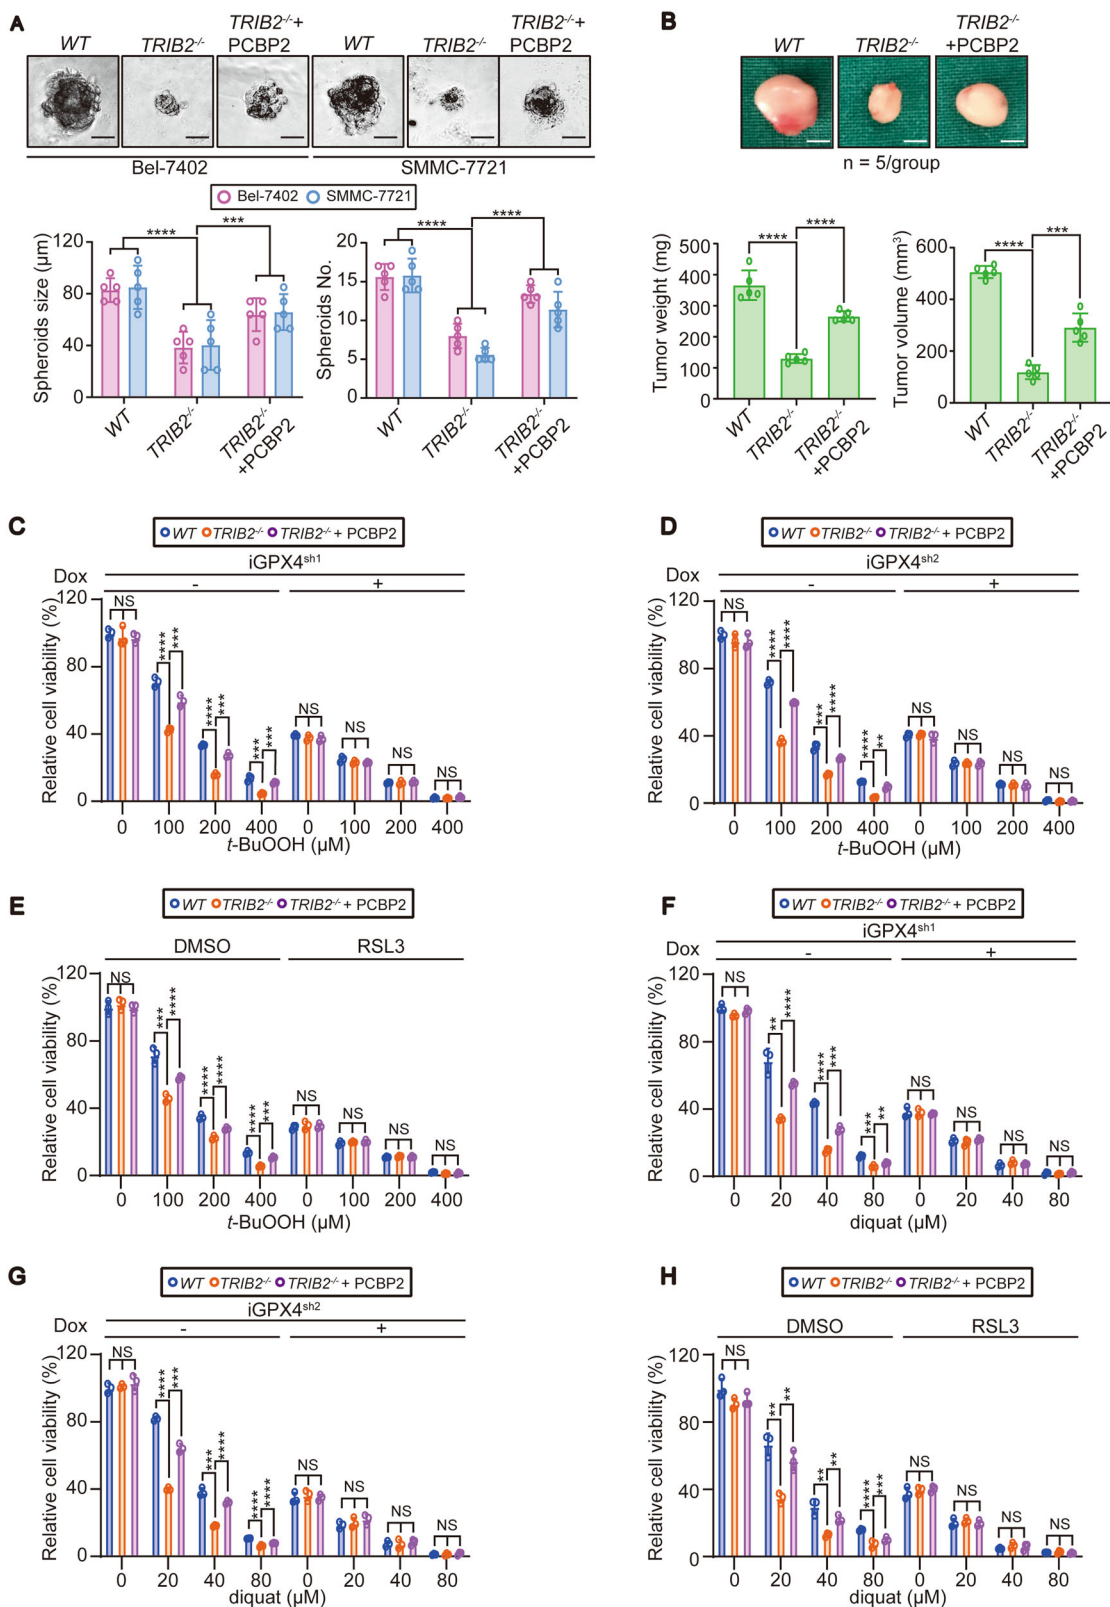 A
WT TRIB2-/- TRIB2-/-+ PCBP2 WT TRIB2-/- TRIB2-/-+ PCBP2
Bel-7402 SMMC-7721
Bel-7402 SMMC-7721
Spheroids size (μm)
120
80
40
0
**** ***
WT TRIB2-/- TRIB2-/- +PCBP2
Spheroids No.
20
15
10
5
0
**** ****
WT TRIB2-/- TRIB2-/- +PCBP2
B
WT TRIB2-/- TRIB2-/- +PCBP2
n = 5/group
Tumor weight (mg)
500
400
300
200
100
0
**** ****
WT TRIB2-/- TRIB2-/- +PCBP2
Tumor volume (mm3)
600
400
200
0
**** ***
WT TRIB2-/- TRIB2-/- +PCBP2
C
WT TRIB2-/- TRIB2-/-+ PCBP2
iGPX4sh1
Dox - +
Relative cell viability (%)
120
80
40
0
NS **** *** **** *** *** *** NS NS NS NS
0 100 200 400 0 100 200 400
t-BuOOH (μM)
D
WT TRIB2-/- TRIB2-/-+ PCBP2
iGPX4sh2
Dox - +
Relative cell viability (%)
120
80
40
0
NS **** **** *** **** **** ** NS NS NS NS
0 100 200 400 0 100 200 400
t-BuOOH (μM)
E
WT TRIB2-/- TRIB2-/-+ PCBP2
DMSO RSL3
Relative cell viability (%)
120
80
40
0
NS *** **** **** **** **** *** NS NS NS NS
0 100 200 400 0 100 200 400
t-BuOOH (μM)
F
WT TRIB2-/- TRIB2-/-+ PCBP2
iGPX4sh1
Dox - +
Relative cell viability (%)
120
80
40
0
NS ** **** **** *** *** ** NS NS NS NS
0 20 40 80 0 20 40 80
diquat (μM)
G
WT TRIB2-/- TRIB2-/-+ PCBP2
iGPX4sh2
Dox - +
Relative cell viability (%)
120
80
40
0
NS **** *** *** **** **** **** NS NS NS NS
0 20 40 80 0 20 40 80
diquat (μM)
H
WT TRIB2-/- TRIB2-/-+ PCBP2
DMSO RSL3
Relative cell viability (%)
120
80
40
0
NS ** ** ** ** **** *** NS NS NS NS
0 20 40 80 0 20 40 80
diquat (μM)